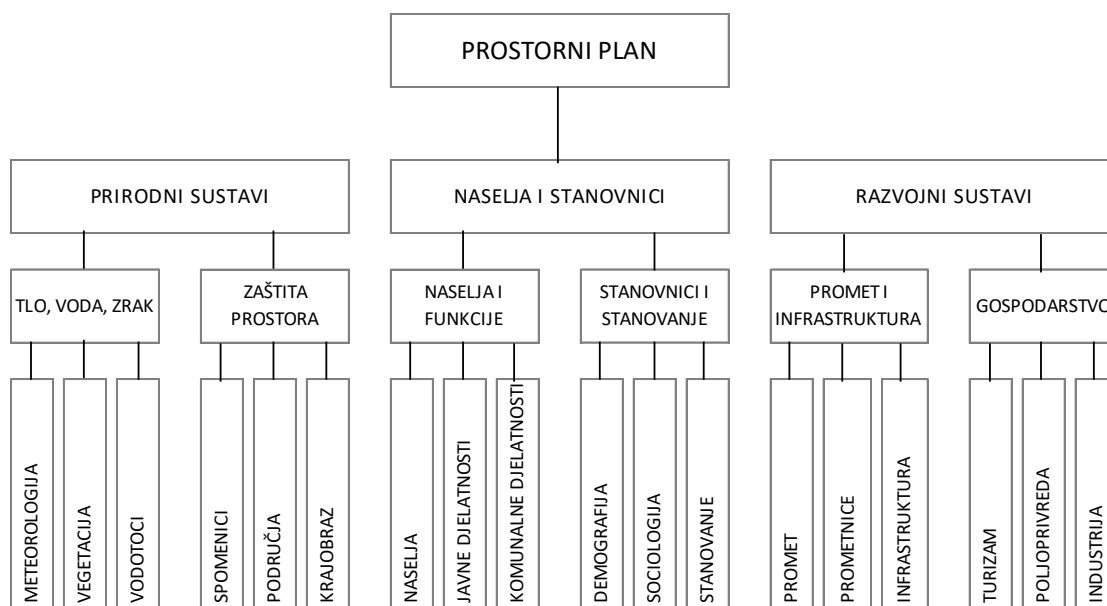 PROSTORNI PLAN
PRIRODNI SUSTAVI
NASELJA I STANOVNICI
RAZVOJNI SUSTAVI
TLO, VODA, ZRAK
ZAŠTITA
PROSTORA
NASELJA I
FUNKCIJE
STANOVNICI I
STANOVANJE
PROMET I
INFRASTRUKTURA
GOSPODARSTVO
METEOROLOGIJA
VEGETACIJA
VODOTOCI
SPOMENICI
PODRUČJA
KRAJOBRAZ
NASELJA
JAVNE DJELATNOSTI
KOMUNALNE DJELATNOSTI
DEMOGRAFIJA
SOCIOLOGIJA
STANOVANJE
PROMET
PROMETNICE
INFRASTRUKTURA
TURIZAM
POLJOPRIVREDA
INDUSTRIJA